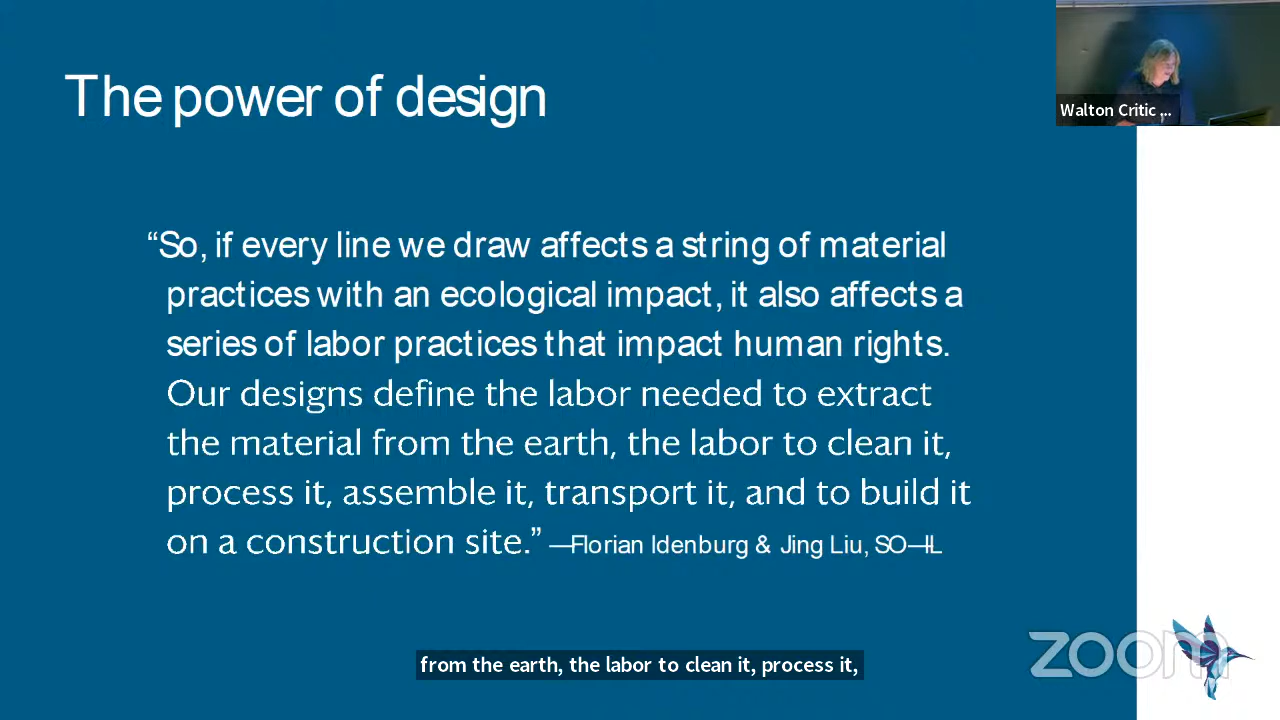 The power of design
Walton Critic ...
“So, if every line we draw affects a string of material
practices with an ecological impact, it also affects a
series of labor practices that impact human rights.
Our designs define the labor needed to extract
the material from the earth, the labor to clean it,
process it, assemble it, transport it, and to build it
on a construction site.” —Florian Idenburg & Jing Liu, SO—IL
zoom
from the earth, the labor to clean it, process it,